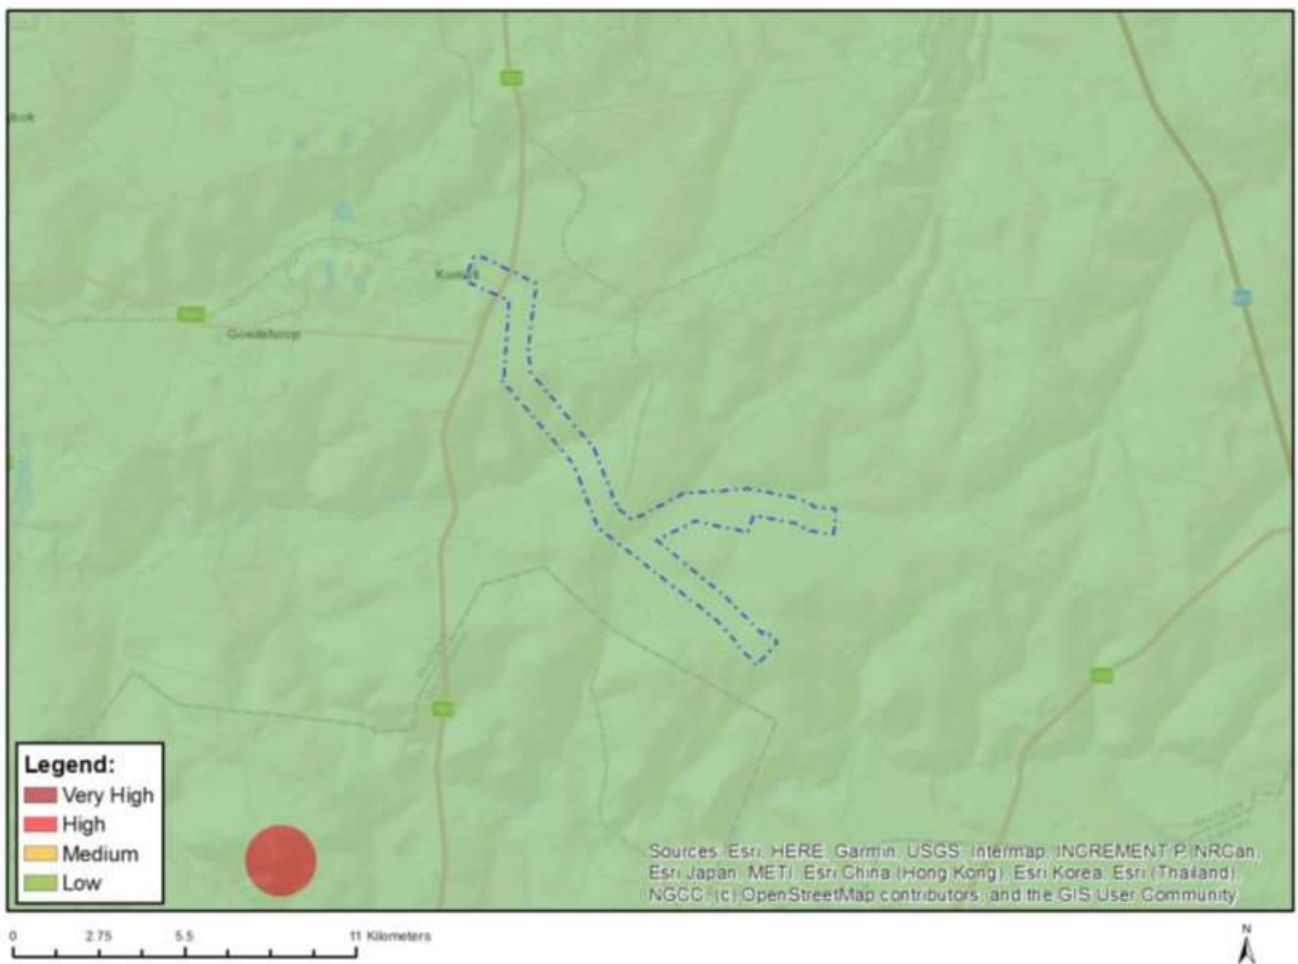 Komati
Goedehoop
Legend:
Very High
High
Medium
Low
Sources: Esri, HERE, Garmin, USGS, Intermap, INCREMENT P, NRCan,
Esri Japan, METI, Esri China (Hong Kong), Esri Korea, Esri (Thailand),
NGCC, (c) OpenStreetMap contributors, and the GIS User Community
0 2.75 5.5 11 Kilometers
N